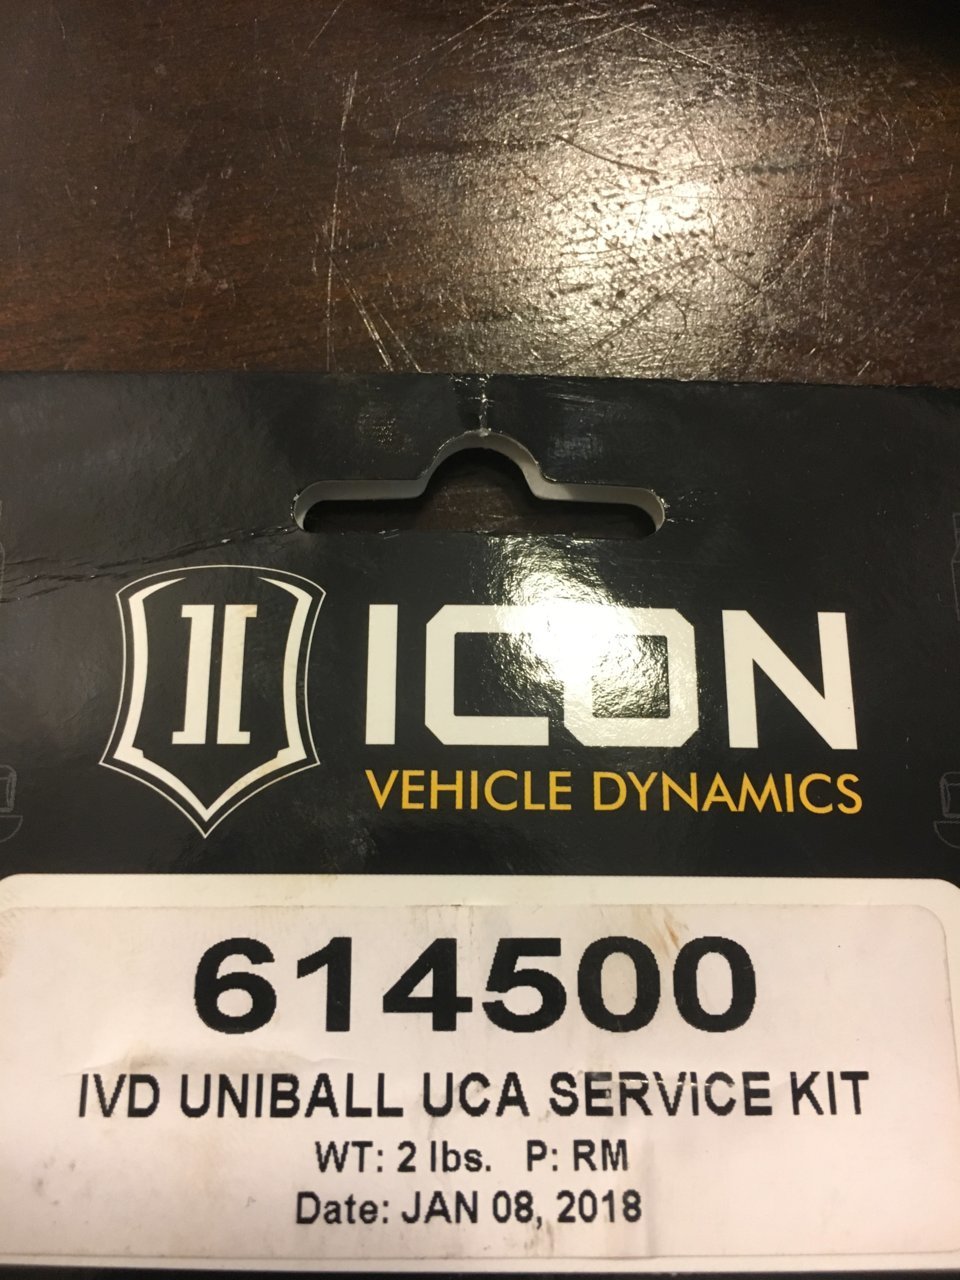 ICON
VEHICLE DYNAMICS
614500
IVD UNIBALL UCA SERVICE KIT
WT: 2 lbs. P: RM
Date: JAN 08, 2018